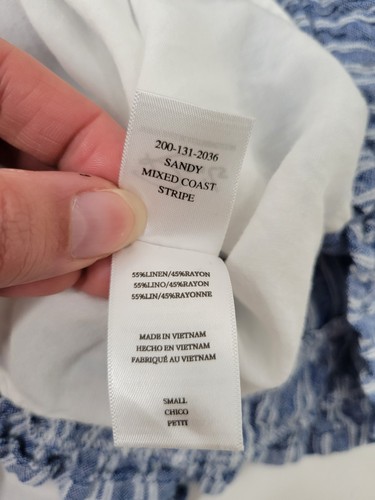 200-131-2036
SANDY
MIXED COAST
STRIPE
55%LINEN/45%RAYON
55%LINO/45%RAYON
55%LIN/45%RAYONNE
MADE IN VIETNAM
HECHO EN VIETNAM
FABRIQUÉ AU VIETNAM
SMALL
CHICO
PETIT